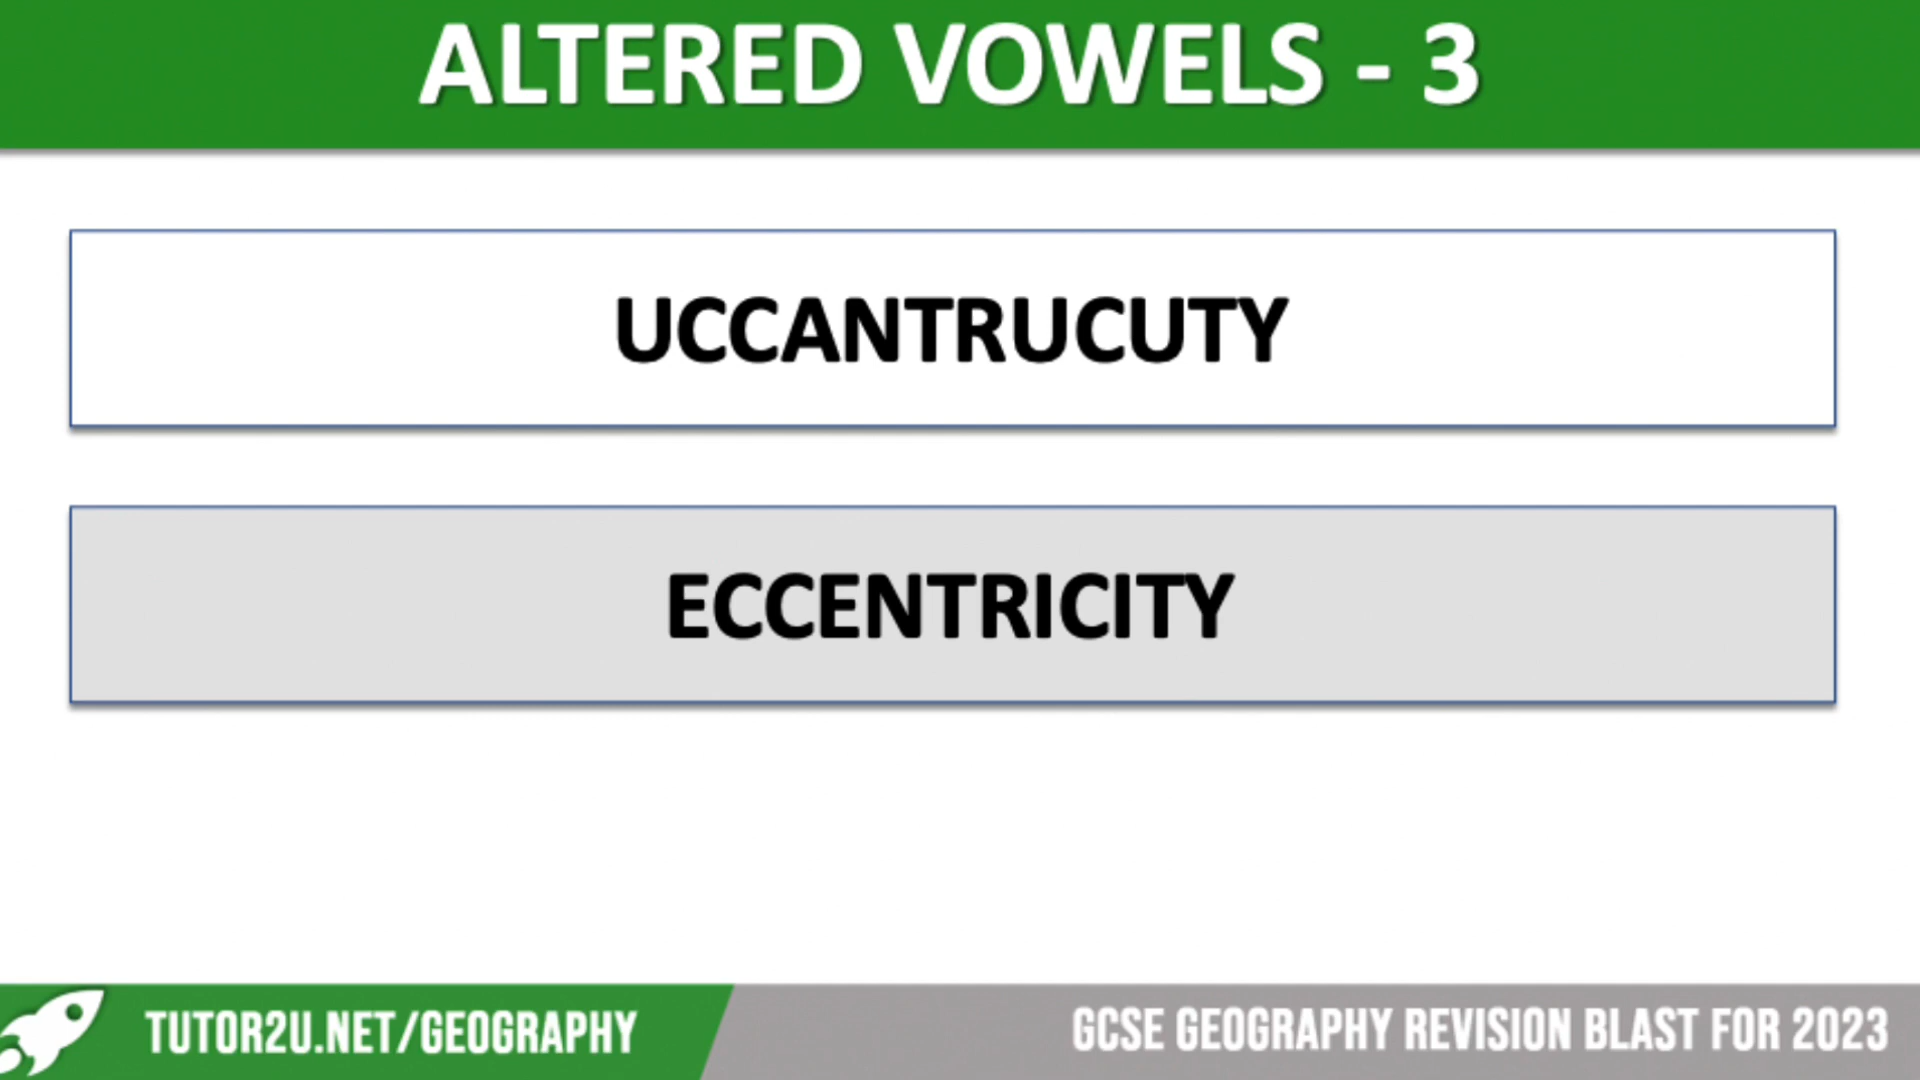 ALTERED VOWELS - 3
UCCANTRUCUTY
ECCENTRICITY
TUTOR2U.NET/GEOGRAPHY
GCSE GEOGRAPHY REVISION BLAST FOR 2023